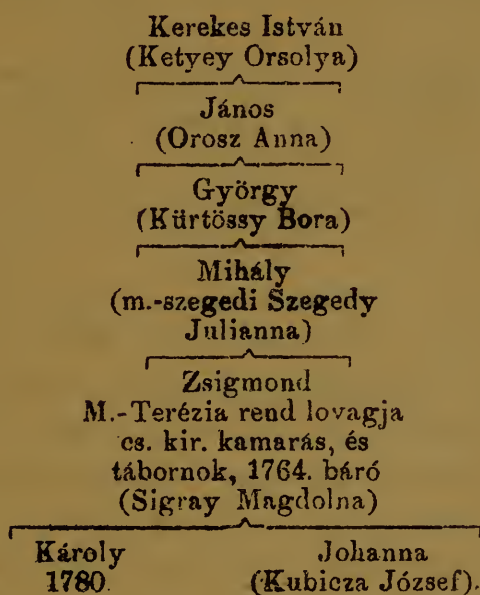 Kerekes István
(Ketyey Orsolya)
János
(Orosz Anna)
György
(Kürtössy Bora)
Mihály
(m.-szegedi Szegedy
Julianna)
Zsigmond
M.-Terézia rend lovagja
cs. kir. kamarás, és
tábornok, 1764. báró
(Sigray Magdolna)
Károly Johanna
1780. (Kubicza József).